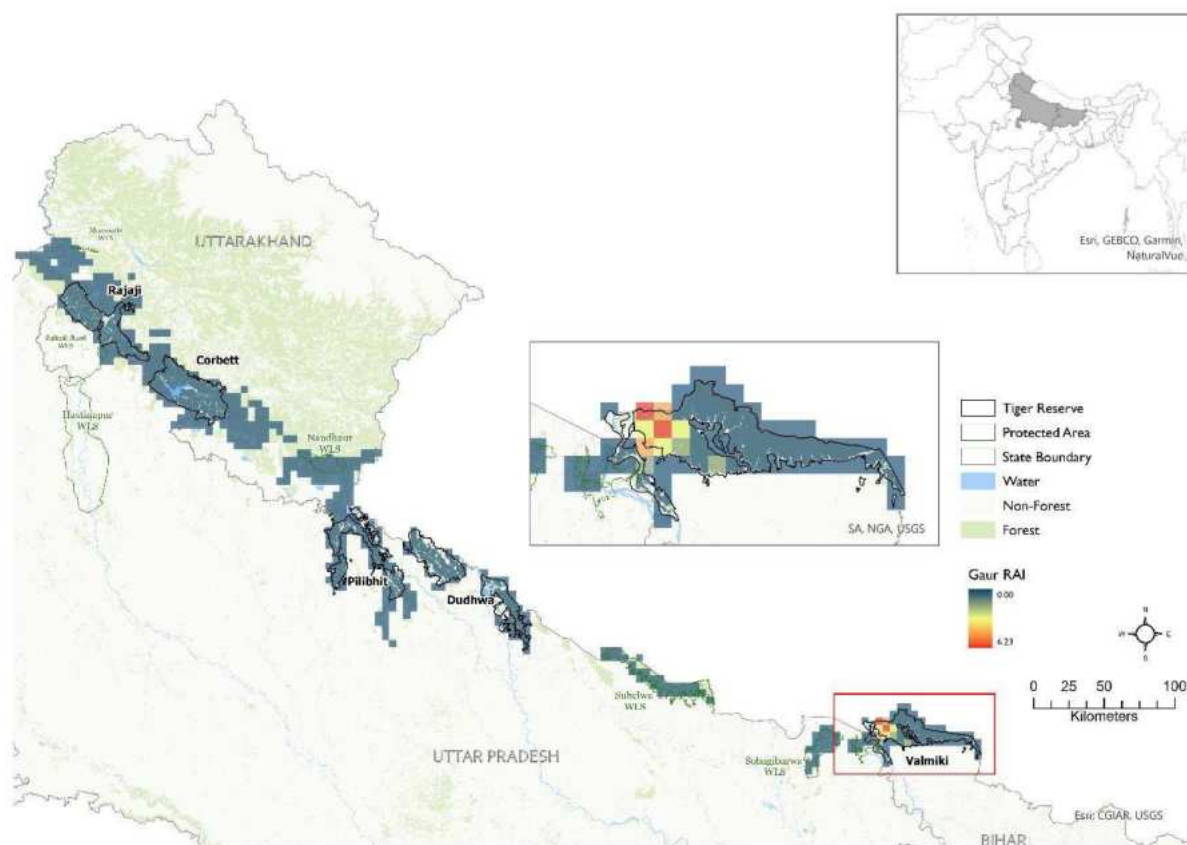 Esri, GEBCO, Garmin,
NaturalVue
UTTARAKHAND
WLS
Rajaji
WLS
Corbett
Hastinapur
WLS
Nandhaur
WLS
Pilibhit
Dudhwa
SA, NGA, USGS
Tiger Reserve
Protected Area
State Boundary
Water
Non-Forest
Forest
Gaur RAI
0.00
6.23
N
W
E
S
0 25 50 100
Kilometers
Suhelwa
WLS
UTTAR PRADESH
Sohagibarwa
WLS
Valmiki
Esri, CGIAR, USGS
BIHAR